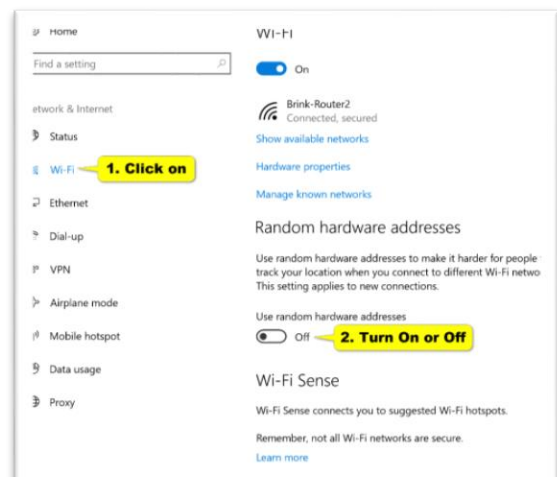 Home
Wi-Fi
Find a setting
On
Brink-Router2
Connected, secured
etwork & Internet
Show available networks
Status
Wi-Fi
1. Click on
Hardware properties
Manage known networks
Ethernet
Dial-up
VPN
Airplane mode
Mobile hotspot
Data usage
Proxy
Random hardware addresses
Use random hardware addresses to make it harder for people
track your location when you connect to different Wi-Fi netwo
This setting applies to new connections.
Use random hardware addresses
Off
2. Turn On or Off
Wi-Fi Sense
Wi-Fi Sense connects you to suggested Wi-Fi hotspots.
Remember, not all Wi-Fi networks are secure.
Learn more